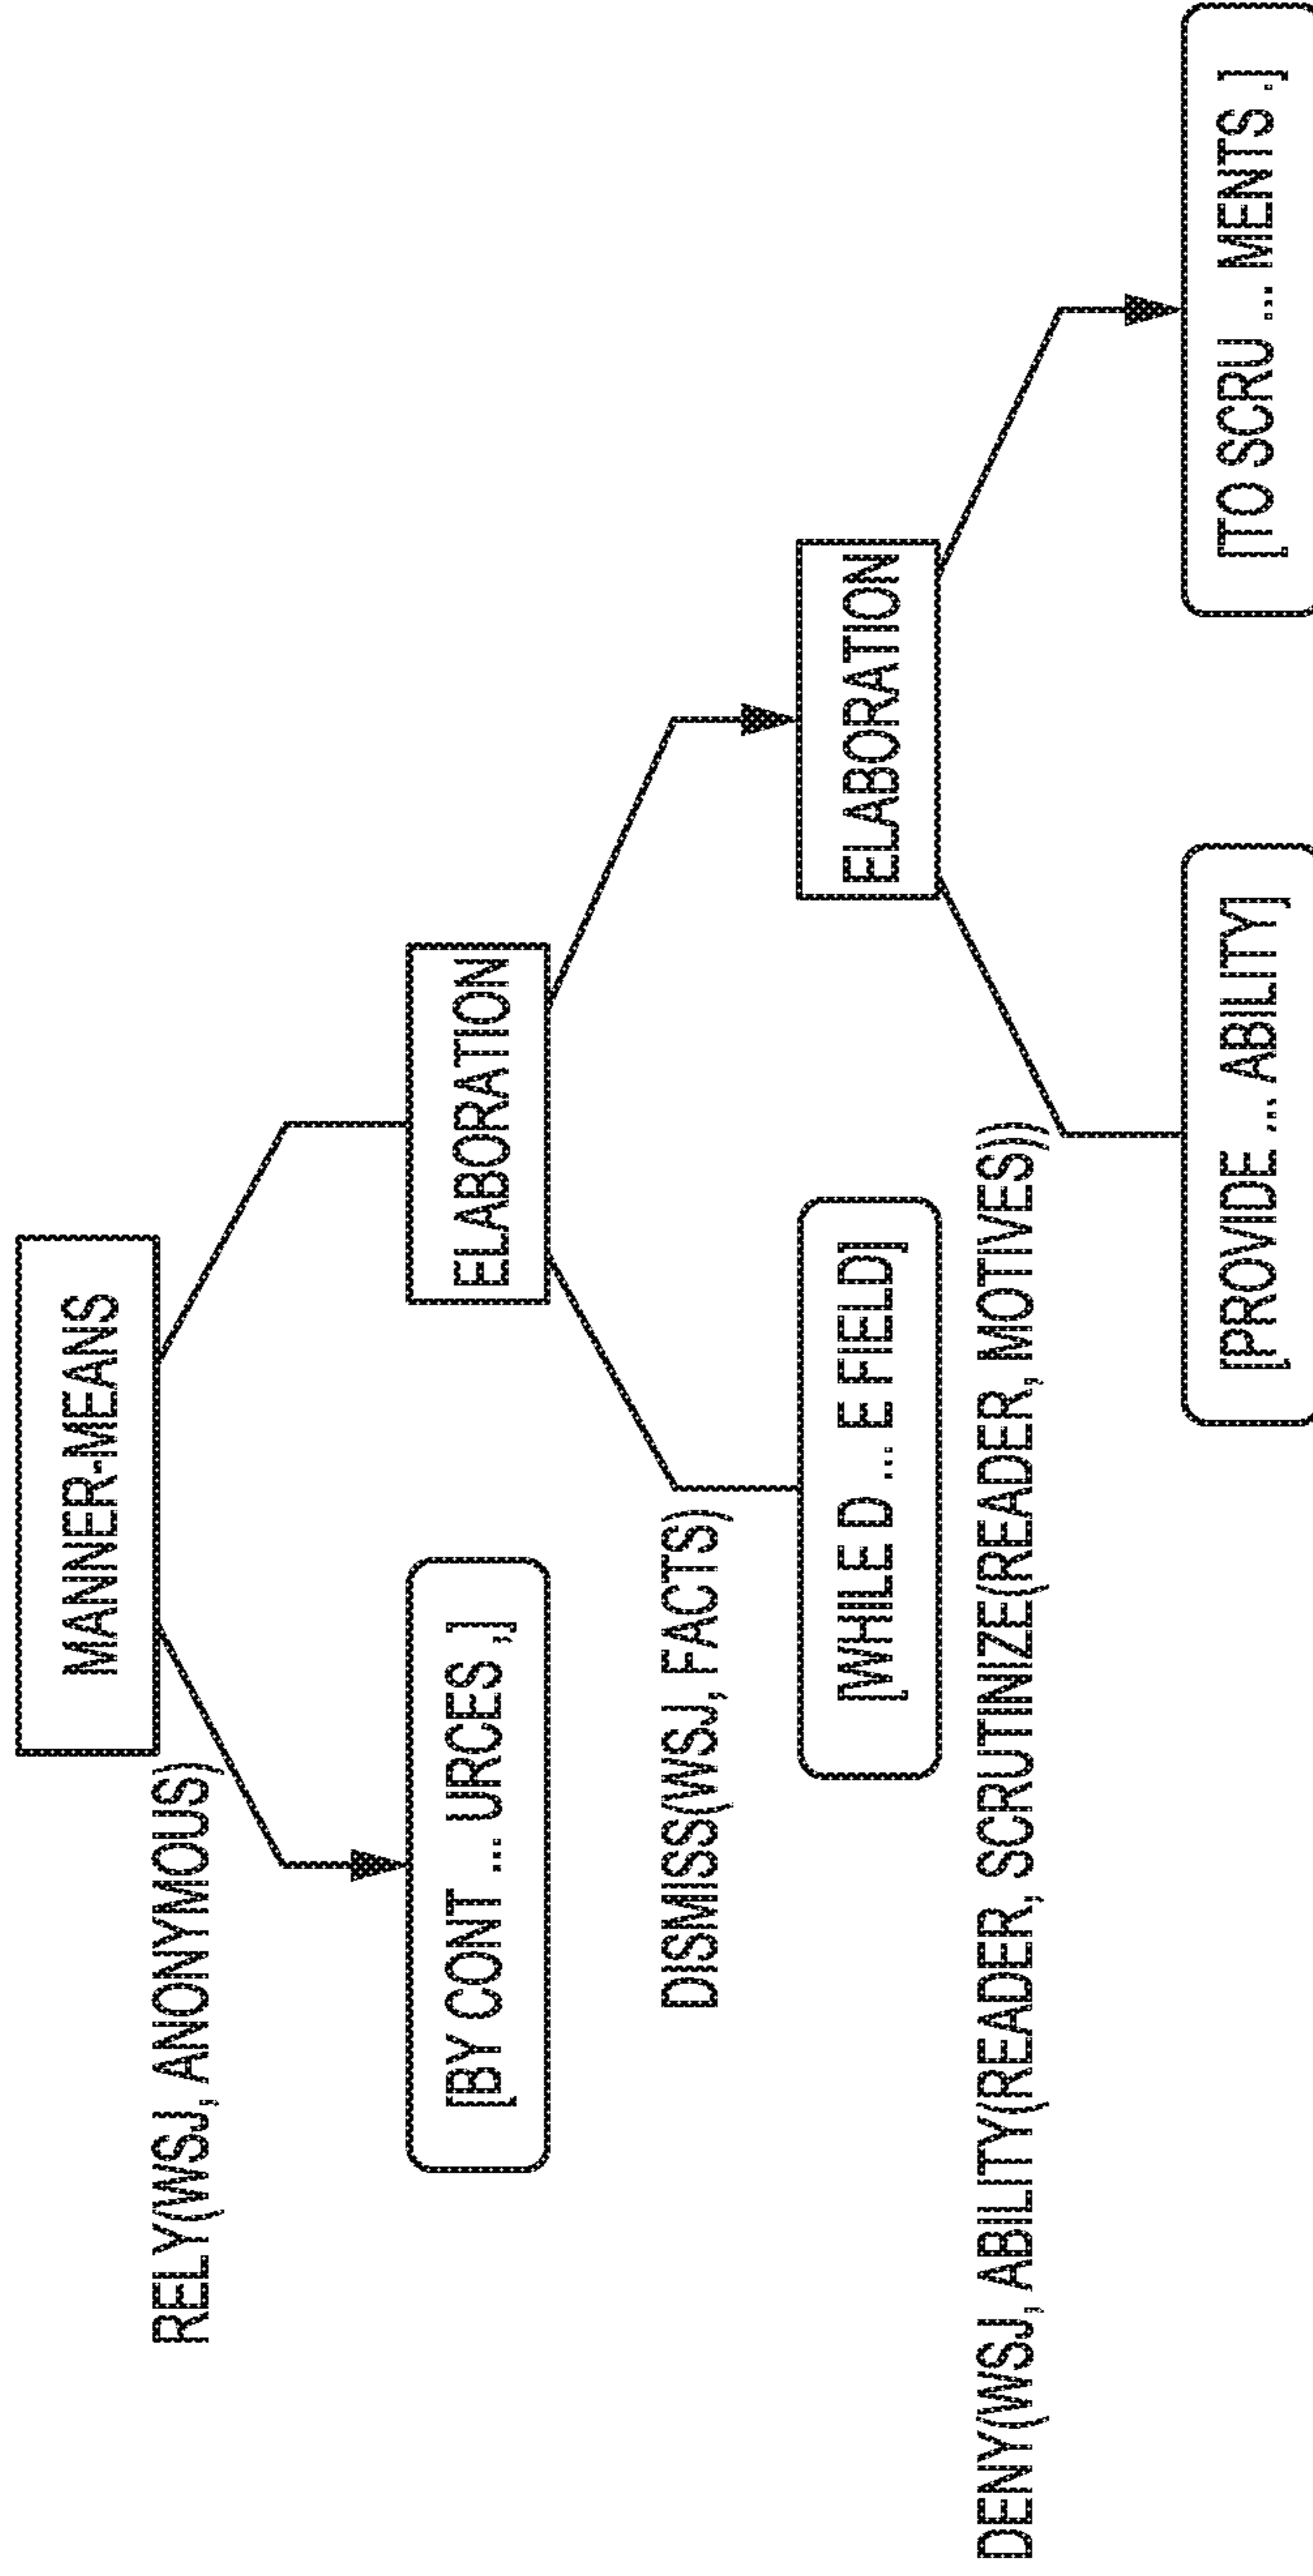 MANNER-MEANS
RELY(WSJ, ANONYMOUS)
[BY CONT ... URCES ,]
ELABORATION
DISMISS(WSJ, FACTS)
[WHILE D ... E FIELD]
ELABORATION
DENY(WSJ, ABILITY(READER, SCRUTINIZE(READER, MOTIVES))
[PROVIDE ... ABILITY]
[TO SCRU ... MENTS .]